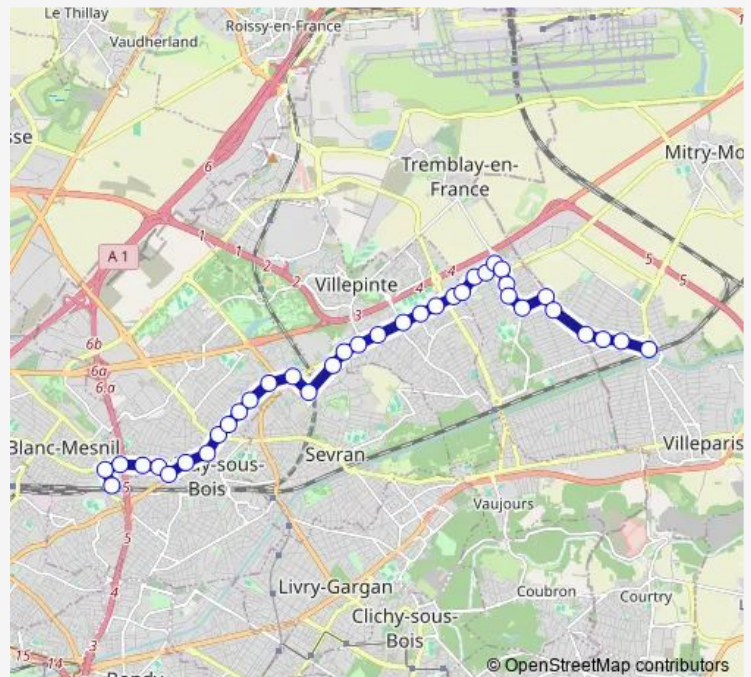 Le Thillay
Vaudherland
Roissy-en-France
sse
6
Tremblay-en-
France
Mitry-Mo
A 1
1
1
2
2
4
4
5
5
Villepinte
3
6b
6a
6.a
Blanc-Mesnil
ay-sous-
Bois
5
Sevran
Villeparis
Vaujours
5
4
Livry-Gargan
Coubron
Courtry
Clichy-sous-
Bois
3
15
14
© OpenStreetMap contributors